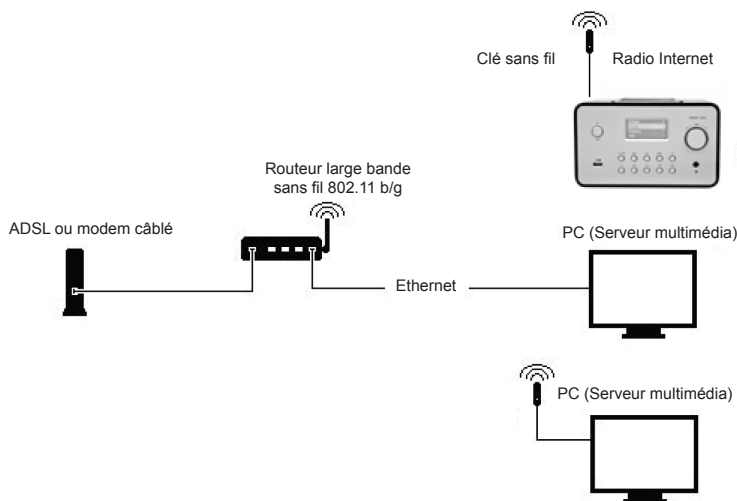 Clé sans fil
Radio Internet
Routeur large bande
sans fil 802.11 b/g
ADSL ou modem câblé
PC (Serveur multimédia)
Ethernet
PC (Serveur multimédia)